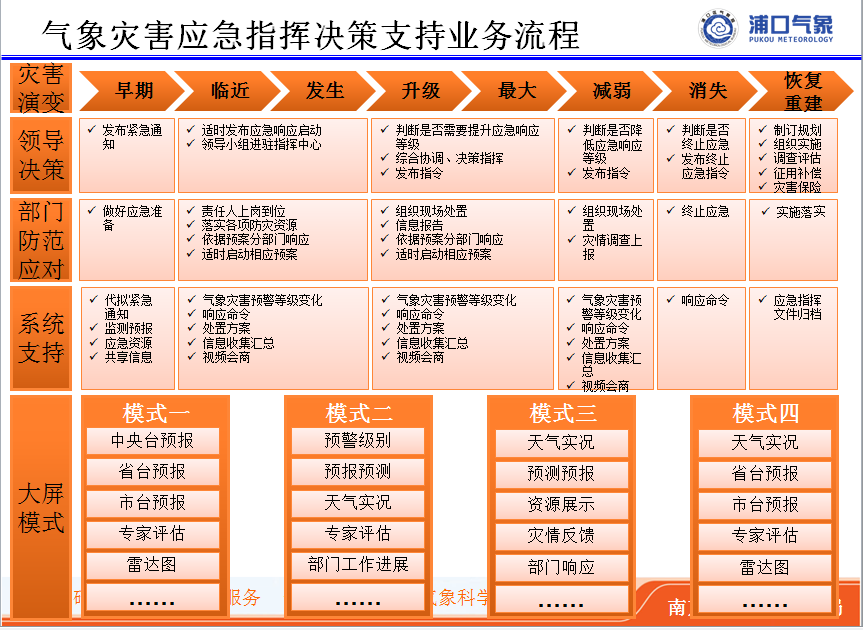 气象灾害应急指挥决策支持业务流程
浦口气象
PUKOU METEOROLOGY
灾害
演变
早期
临近
发生
升级
最大
减弱
消失
恢复
重建
领导
决策
✓ 发布紧急通
知
✓ 适时发布应急响应启动
✓ 领导小组进驻指挥中心
✓ 判断是否需要提升应急响应
等级
✓ 综合协调、决策指挥
✓ 发布指令
✓ 判断是否降
低应急响应
等级
✓ 发布指令
✓ 判断是否
终止应急
✓ 发布终止
应急指令
✓ 制订规划
✓ 组织实施
✓ 调查评估
✓ 征用补偿
✓ 灾害保险
部门
防范
应对
✓ 做好应急准
备
✓ 责任人上岗到位
✓ 落实各项防灾资源
✓ 依据预案分部门响应
✓ 适时启动相应预案
✓ 组织现场处置
✓ 信息报告
✓ 依据预案分部门响应
✓ 适时启动相应预案
✓ 组织现场处
置
✓ 灾情调查上
报
✓ 终止应急
✓ 实施落实
系统
支持
✓ 代拟紧急
通知
✓ 监测预报
✓ 应急资源
✓ 共享信息
✓ 气象灾害预警等级变化
✓ 响应命令
✓ 处置方案
✓ 信息收集汇总
✓ 视频会商
✓ 气象灾害预警等级变化
✓ 响应命令
✓ 处置方案
✓ 信息收集汇总
✓ 视频会商
✓ 气象灾害预
警等级变化
✓ 响应命令
✓ 处置方案
✓ 信息收集汇
总
✓ 视频会商
✓ 响应命令
✓ 应急指挥
文件归档
大屏
模式
模式一
中央台预报
省台预报
市台预报
专家评估
雷达图
......
模式二
预警级别
预报预测
天气实况
专家评估
部门工作进展
......
模式三
天气实况
预测预报
资源展示
灾情反馈
部门响应
......
模式四
天气实况
省台预报
市台预报
专家评估
雷达图
......
服务
气象科学
南